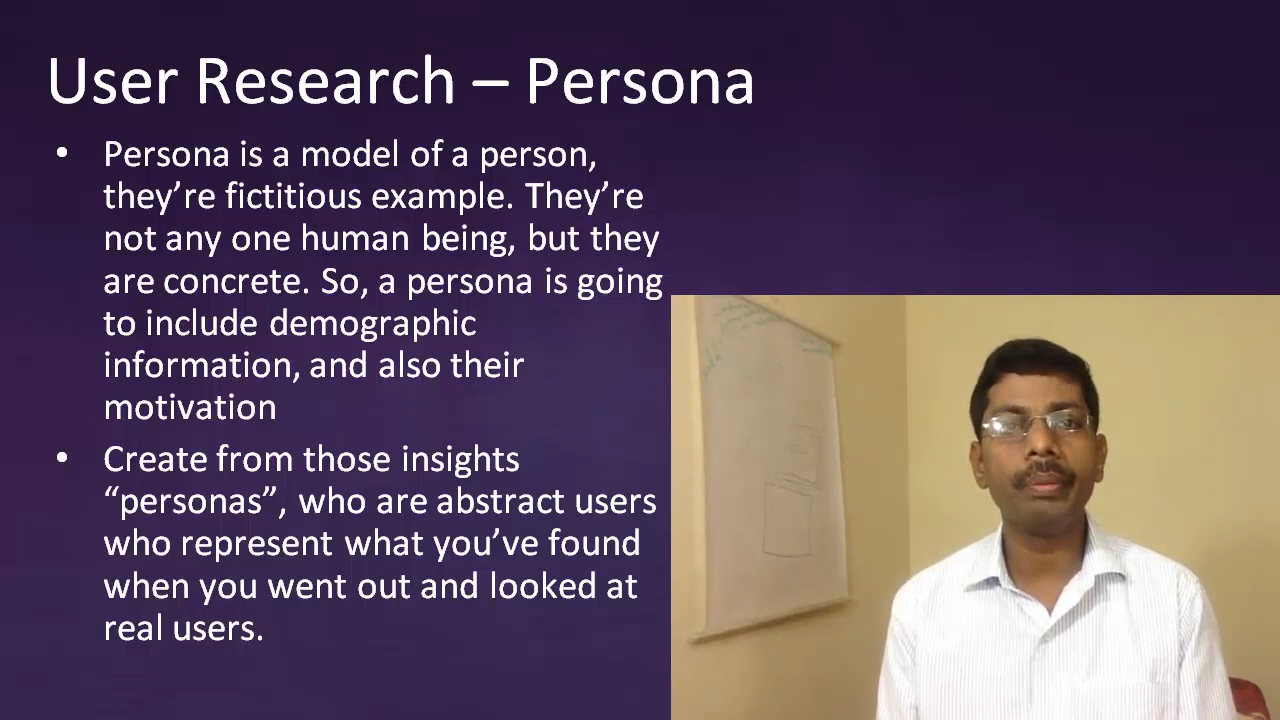 User Research – Persona
• Persona is a model of a person,
they’re fictitious example. They’re
not any one human being, but they
are concrete. So, a persona is going
to include demographic
information, and also their
motivation
• Create from those insights
“personas”, who are abstract users
who represent what you’ve found
when you went out and looked at
real users.